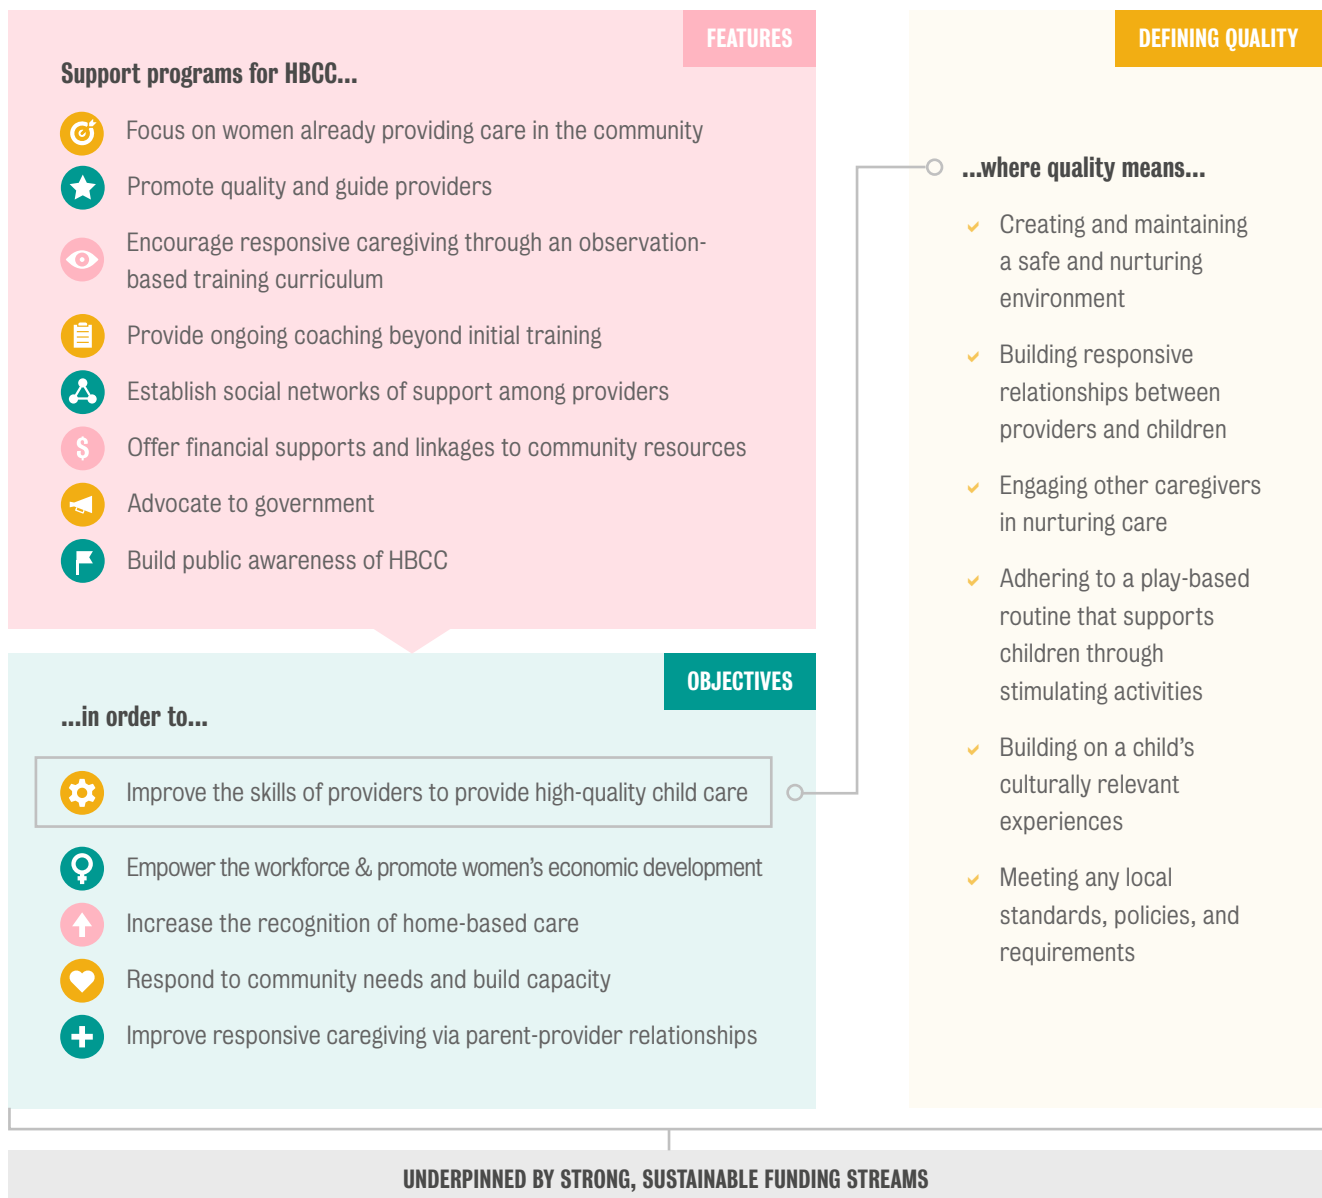 FEATURES
Support programs for HBCC...
Focus on women already providing care in the community
Promote quality and guide providers
Encourage responsive caregiving through an observation-
based training curriculum
Provide ongoing coaching beyond initial training
Establish social networks of support among providers
$
Offer financial supports and linkages to community resources
Advocate to government
Build public awareness of HBCC
OBJECTIVES
...in order to...
Improve the skills of providers to provide high-quality child care
Empower the workforce & promote women’s economic development
Increase the recognition of home-based care
Respond to community needs and build capacity
Improve responsive caregiving via parent-provider relationships
DEFINING QUALITY
...where quality means...
Creating and maintaining
a safe and nurturing
environment
Building responsive
relationships between
providers and children
Engaging other caregivers
in nurturing care
Adhering to a play-based
routine that supports
children through
stimulating activities
Building on a child’s
culturally relevant
experiences
Meeting any local
standards, policies, and
requirements
UNDERPINNED BY STRONG, SUSTAINABLE FUNDING STREAMS